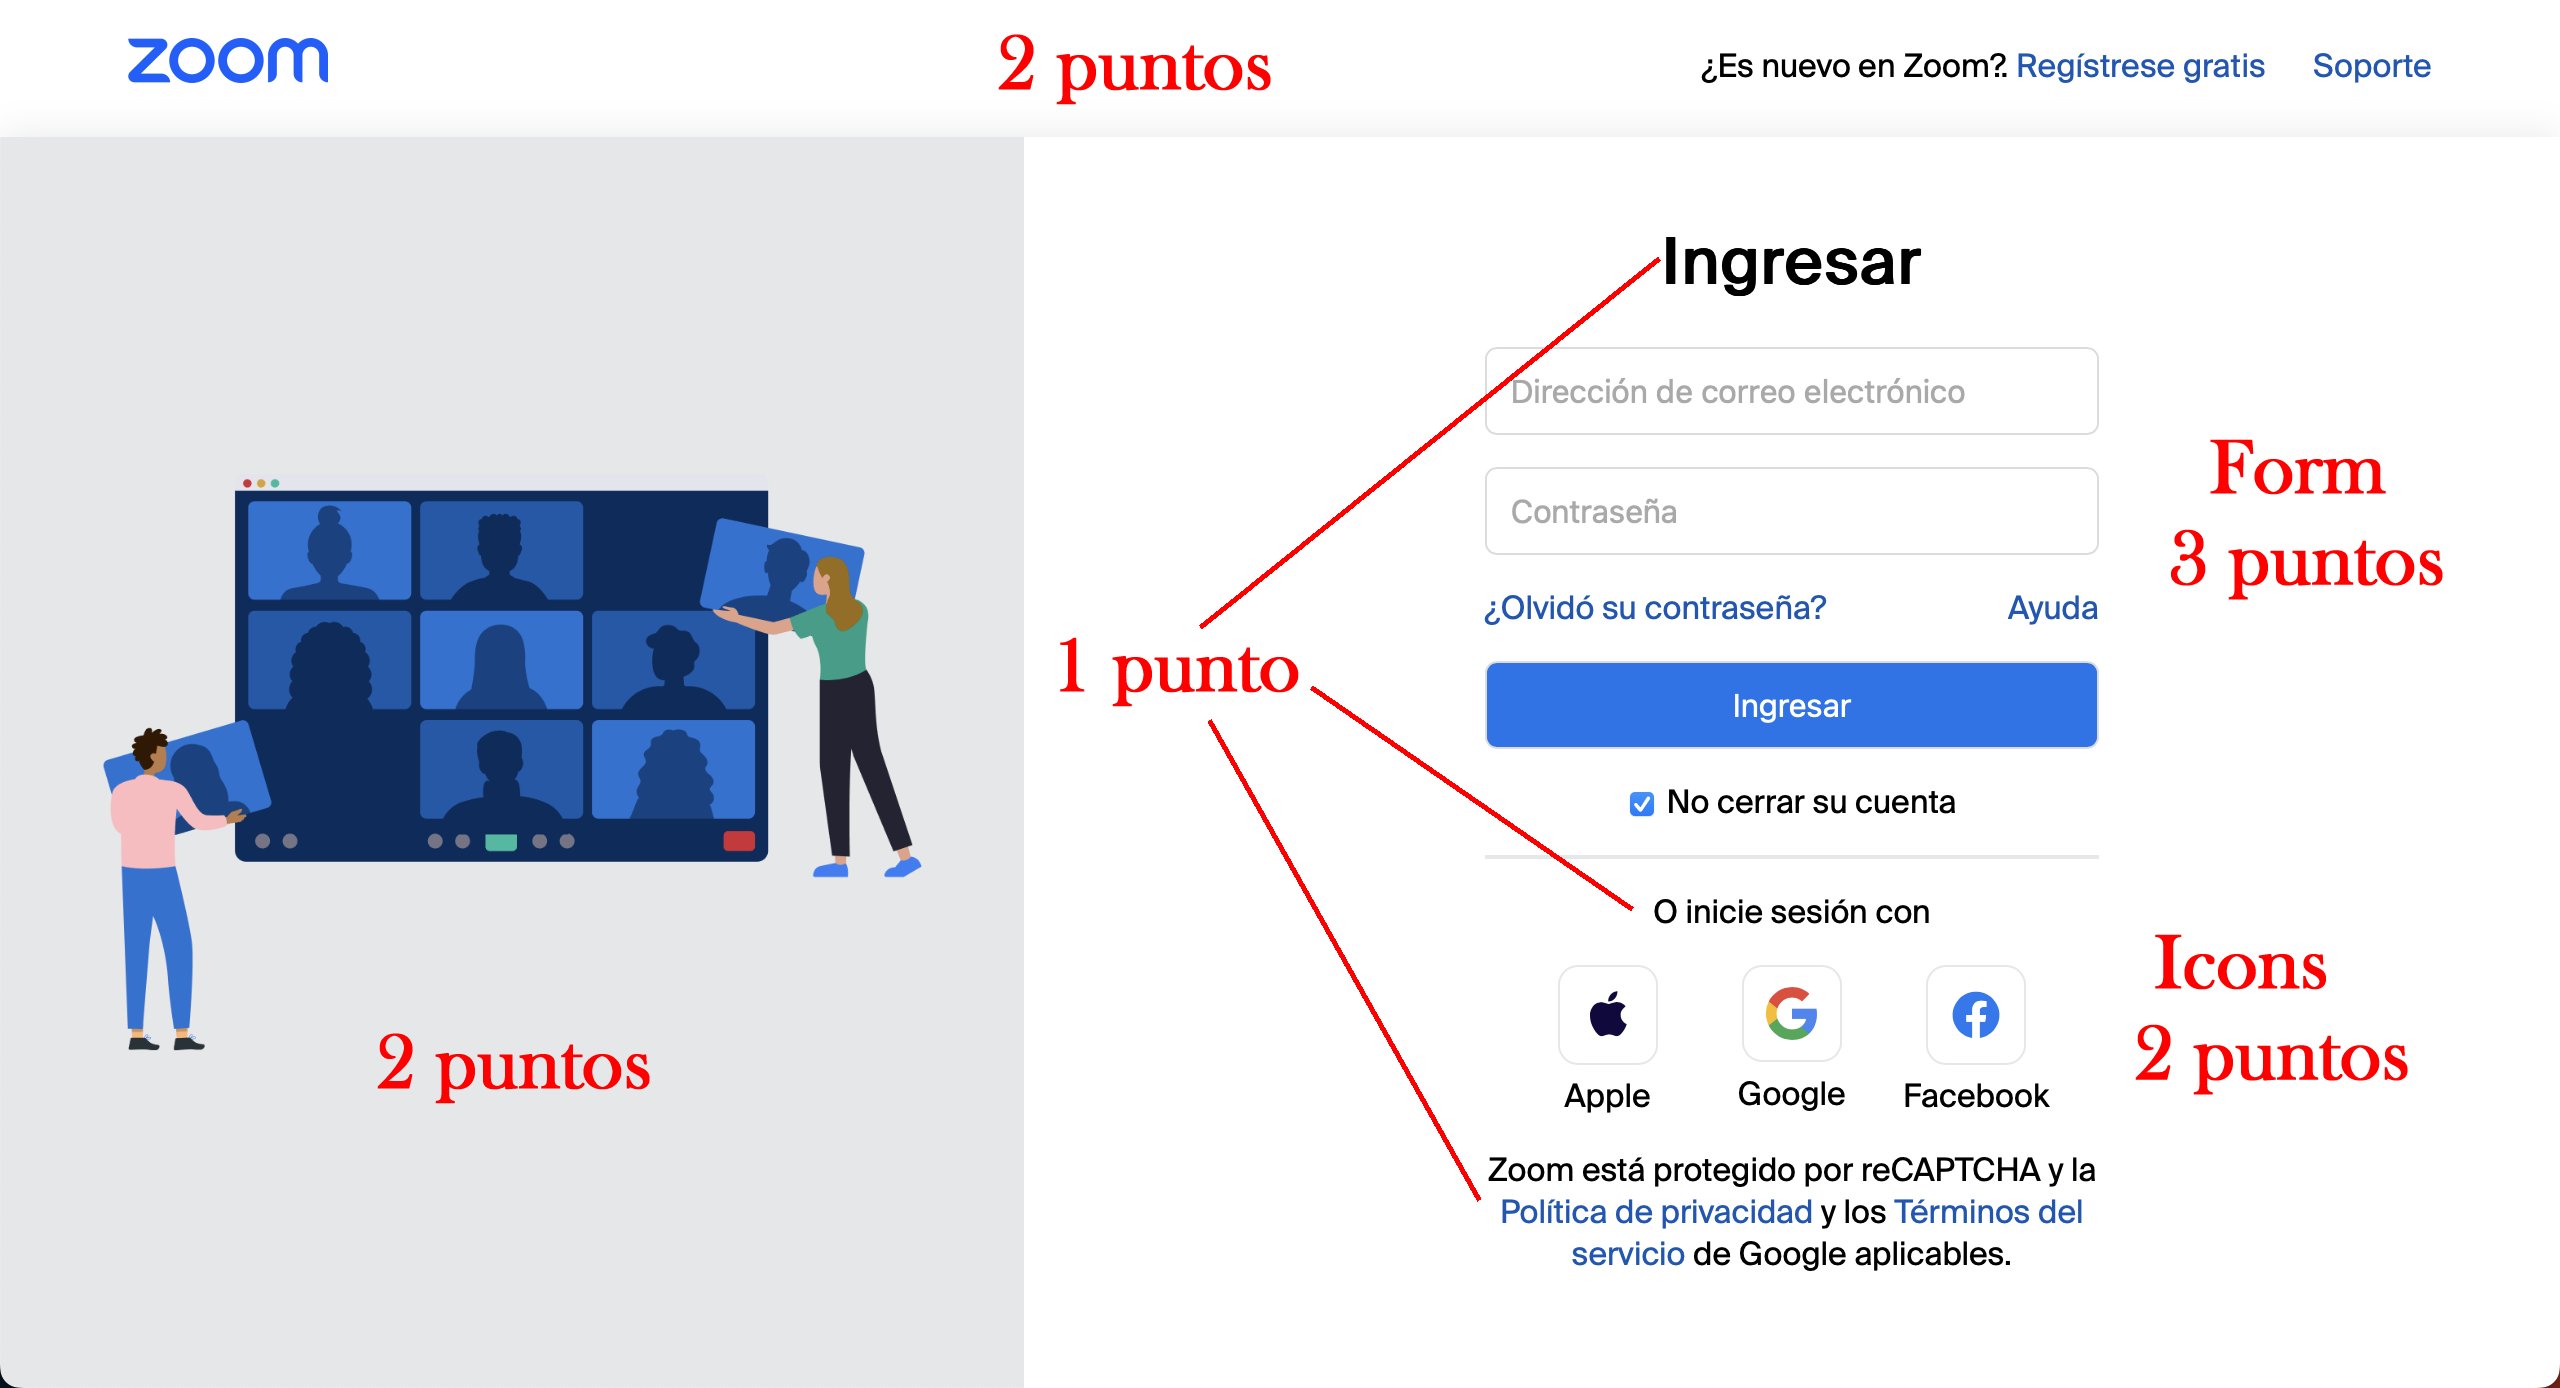 zoom
2 puntos
¿Es nuevo en Zoom? Regístrese gratis Soporte
Ingresar
Dirección de correo electrónico
Contraseña
Form
3 puntos
¿Olvidó su contraseña? Ayuda
1 punto
Ingresar
No cerrar su cuenta
O inicie sesión con
Icons
2 puntos
Apple Google Facebook
2 puntos
Zoom está protegido por reCAPTCHA y la
Política de privacidad y los Términos del
servicio de Google aplicables.